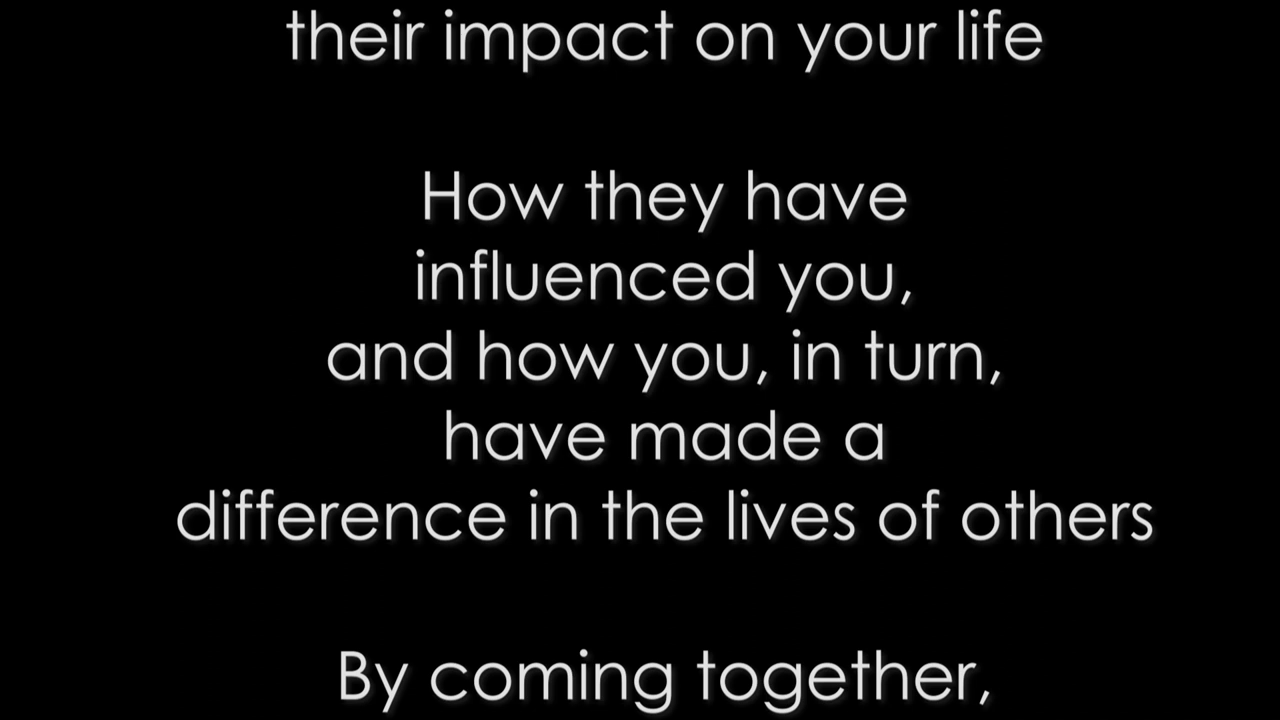 their impact on your life
How they have
influenced you,
and how you, in turn,
have made a
difference in the lives of others
By coming together,